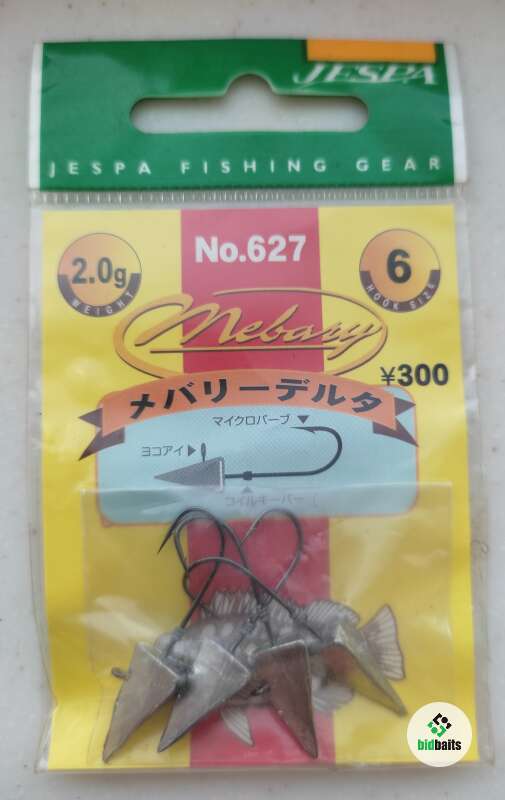 JESPA
JESPA FISHING GEAR
No.627
2.0g
WEIGHT
6
HOOK SIZE
Mebary
¥300
メバリーデルタ
マイクロバーブ
ヨコアイ
コイルキーパー
bidbaits